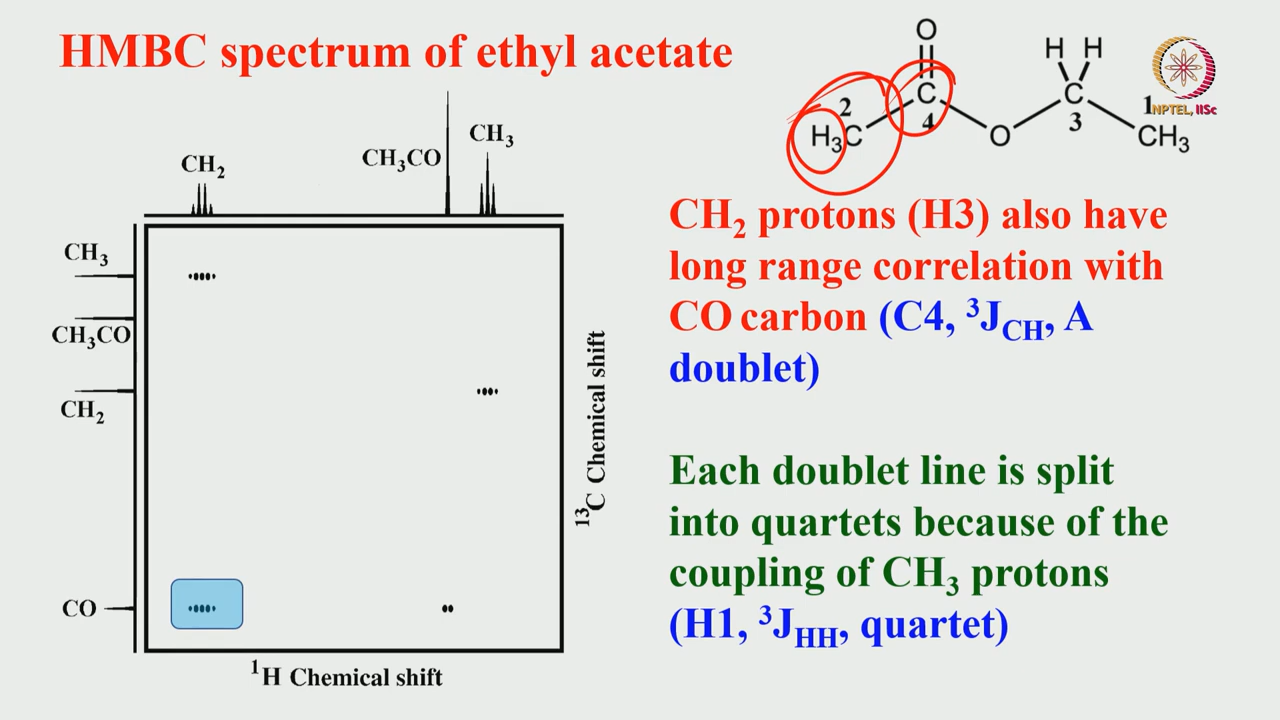 HMBC spectrum of ethyl acetate
O
H H
2
C
C
1
NPTEL, IISc
H₃C
4
O
3
CH₃
CH₂
CH₃CO
CH₃
CH₃
CH₃CO
CH₂
CO
¹³C Chemical shift
¹H Chemical shift
CH₂ protons (H3) also have
long range correlation with
CO carbon (C4, ³J_CH, A
doublet)
Each doublet line is split
into quartets because of the
coupling of CH₃ protons
(H1, ³J_HH, quartet)